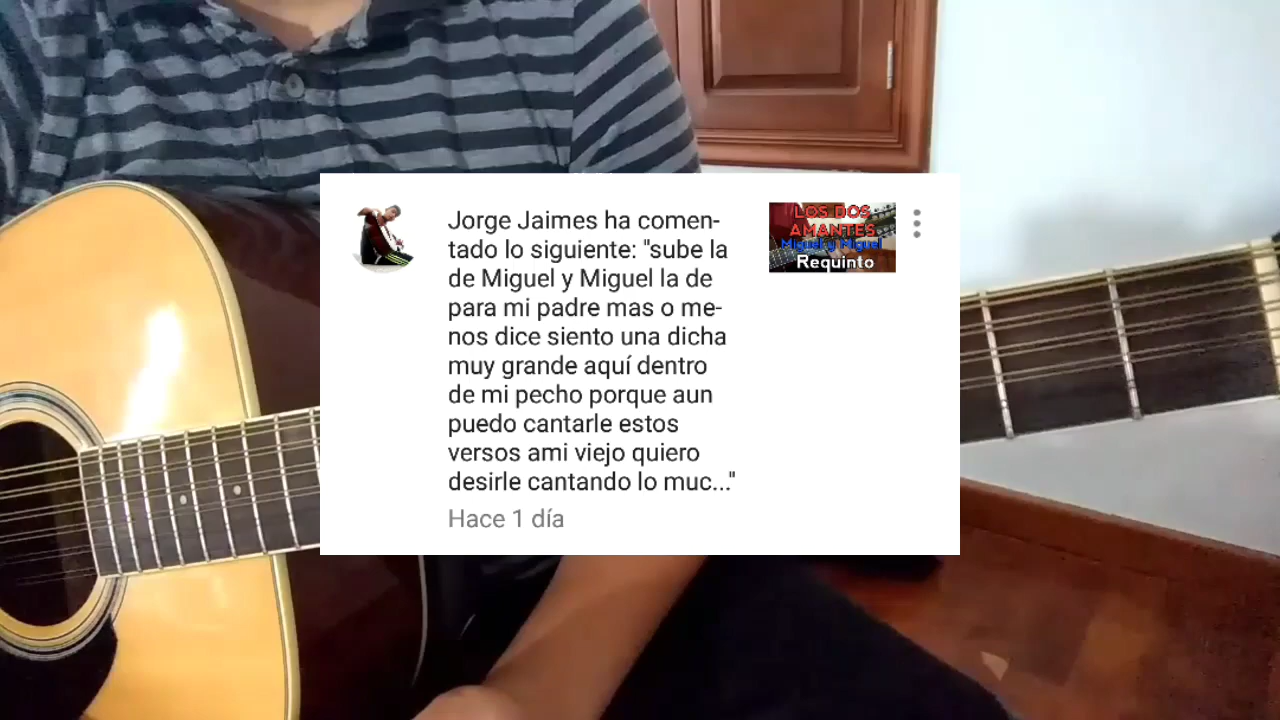 Jorge Jaimes ha comen-
tado lo siguiente: "sube la
de Miguel y Miguel la de
para mi padre mas o me-
nos dice siento una dicha
muy grande aquí dentro
de mi pecho porque aun
puedo cantarle estos
versos ami viejo quiero
desirle cantando lo muc..."
Hace 1 día
LOS DOS
AMANTES
Miguel y Miguel
Requinto